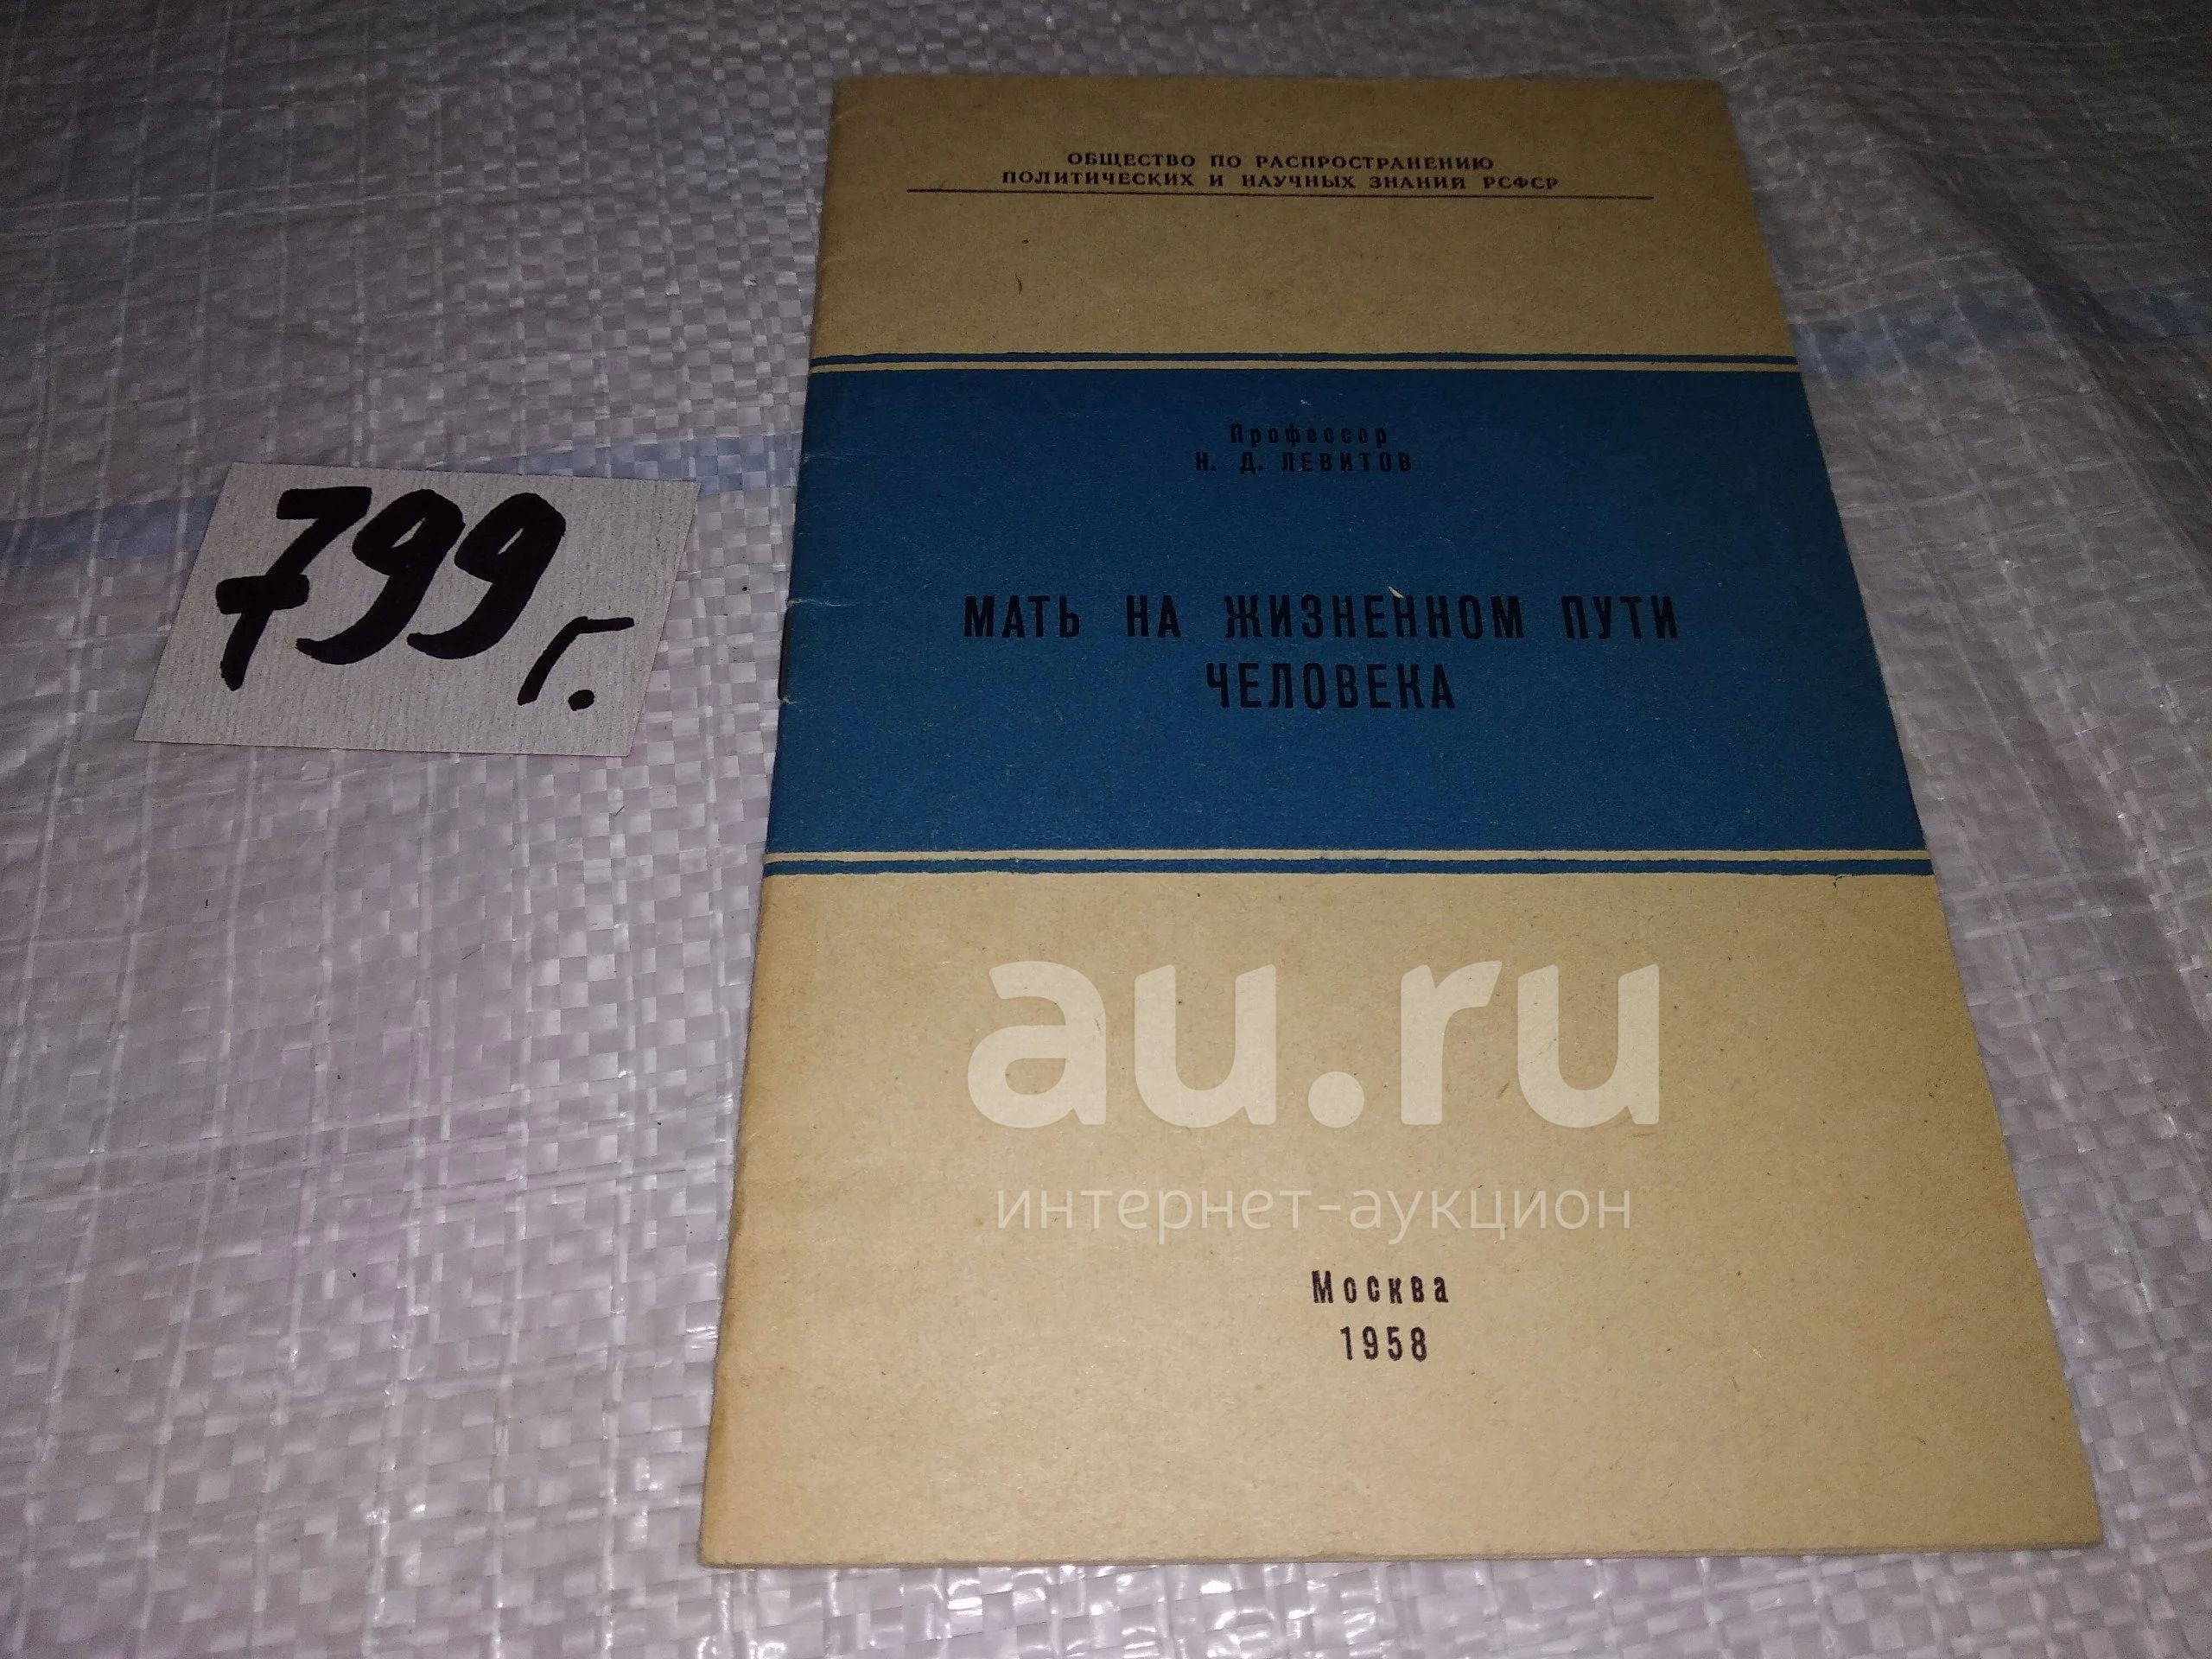 ОБЩЕСТВО ПО РАСПРОСТРАНЕНИЮ
ПОЛИТИЧЕСКИХ И НАУЧНЫХ ЗНАНИЙ РСФСР
Профессор
Н. Д. ЛЕВИТОВ
799 г.
МАТЬ НА ЖИЗНЕННОМ ПУТИ
ЧЕЛОВЕКА
au.ru
интернет-аукцион
Москва
1958